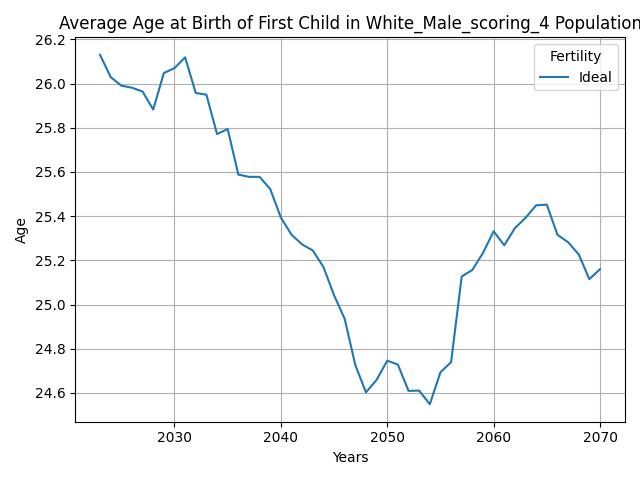 Average Age at Birth of First Child in White_Male_scoring_4 Population
Fertility
Ideal
26.2
26.0
25.8
25.6
25.4
25.2
25.0
24.8
24.6
Age
2030 2040 2050 2060 2070
Years